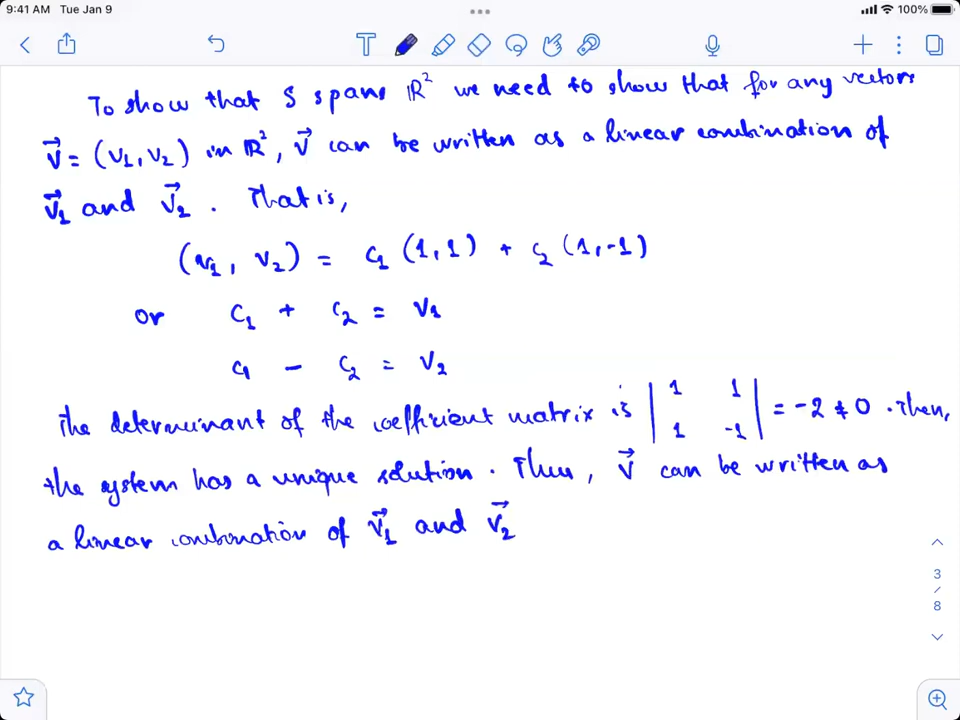 9:41 AM Tue Jan 9
100%
To show that S spans ℝ² we need to show that for any vectors
v⃗ = (v₁, v₂) in ℝ², v⃗ can be written as a linear combination of
v⃗₁ and v⃗₂. That is,
(v₁, v₂) = c₁ (1, 1) + c₂ (1, -1)
or c₁ + c₂ = v₁
c₁ - c₂ = v₂
The determinant of the coefficient matrix is |1 1; 1 -1| = -2 ≠ 0. Then,
the system has a unique solution. Thus, v⃗ can be written as
a linear combination of v⃗₁ and v⃗₂
3
/
8